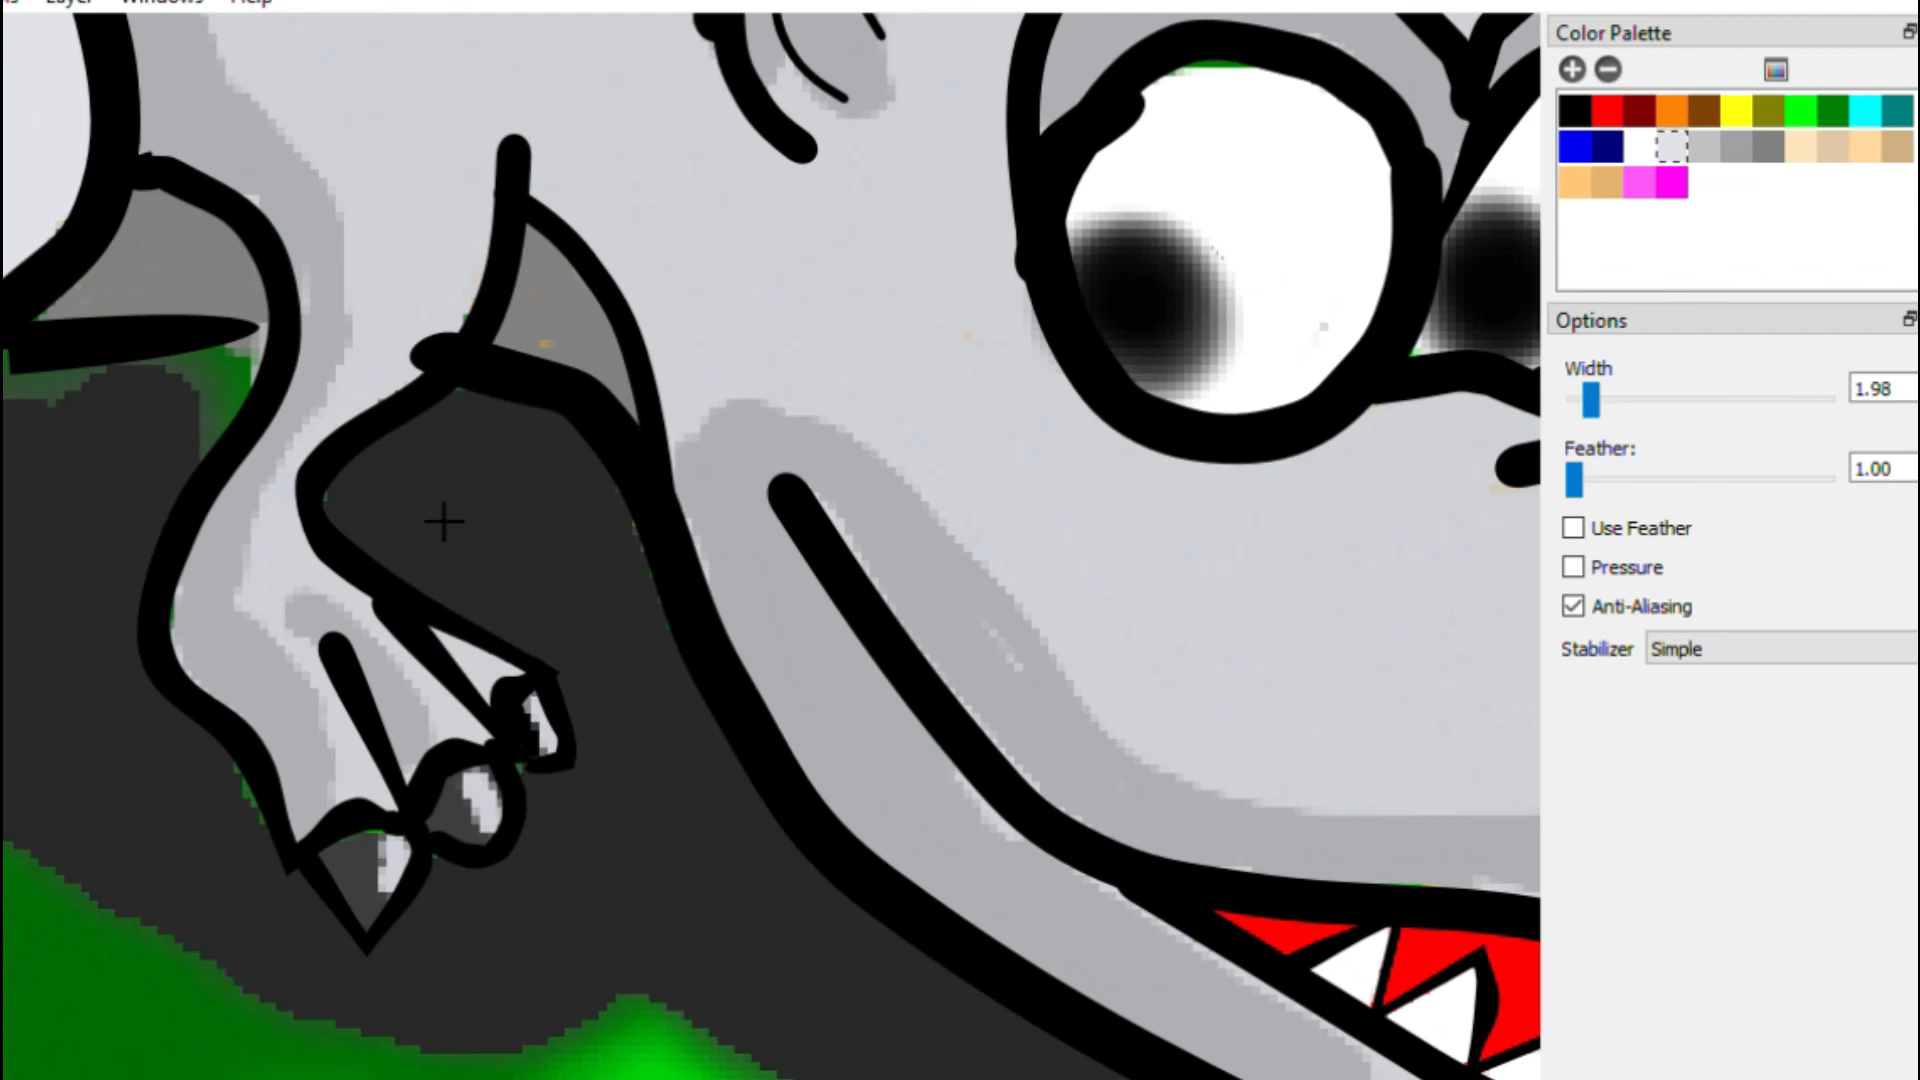 Layer Windows Help
Color Palette
Options
Width
1.98
Feather:
1.00
Use Feather
Pressure
Anti-Aliasing
Stabilizer Simple